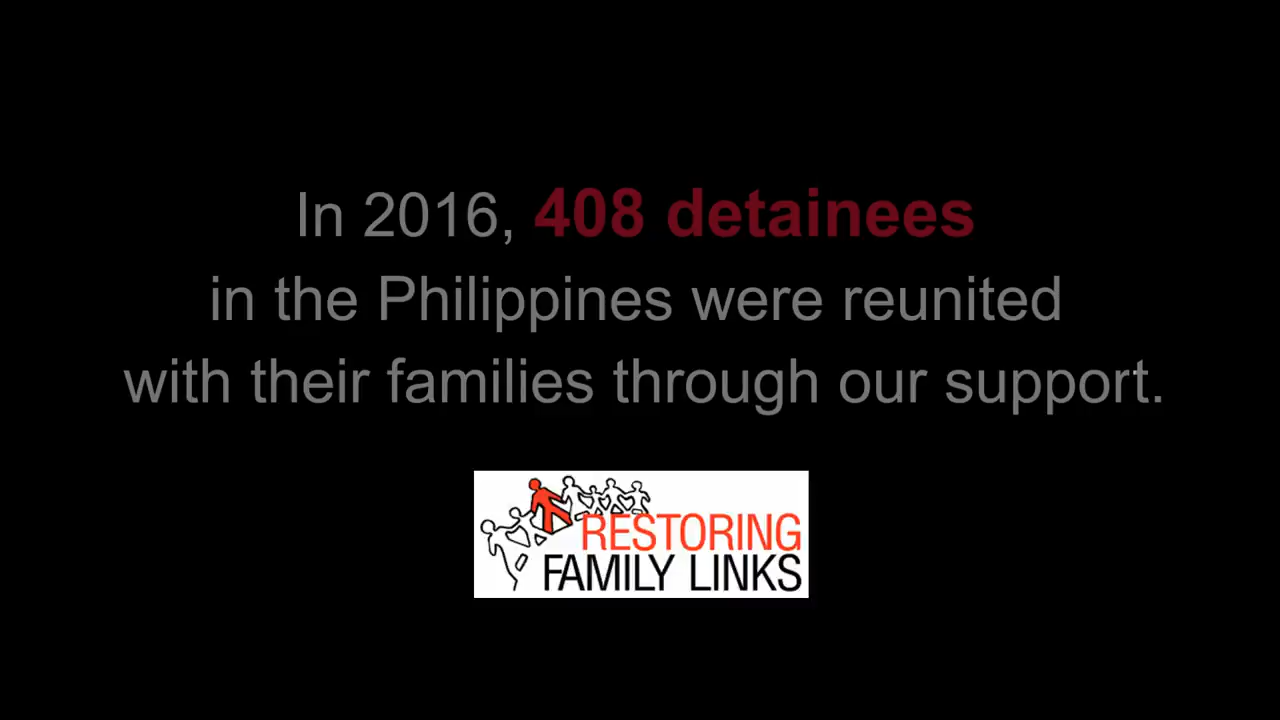 In 2016, 408 detainees
in the Philippines were reunited
with their families through our support.
RESTORING
FAMILY LINKS